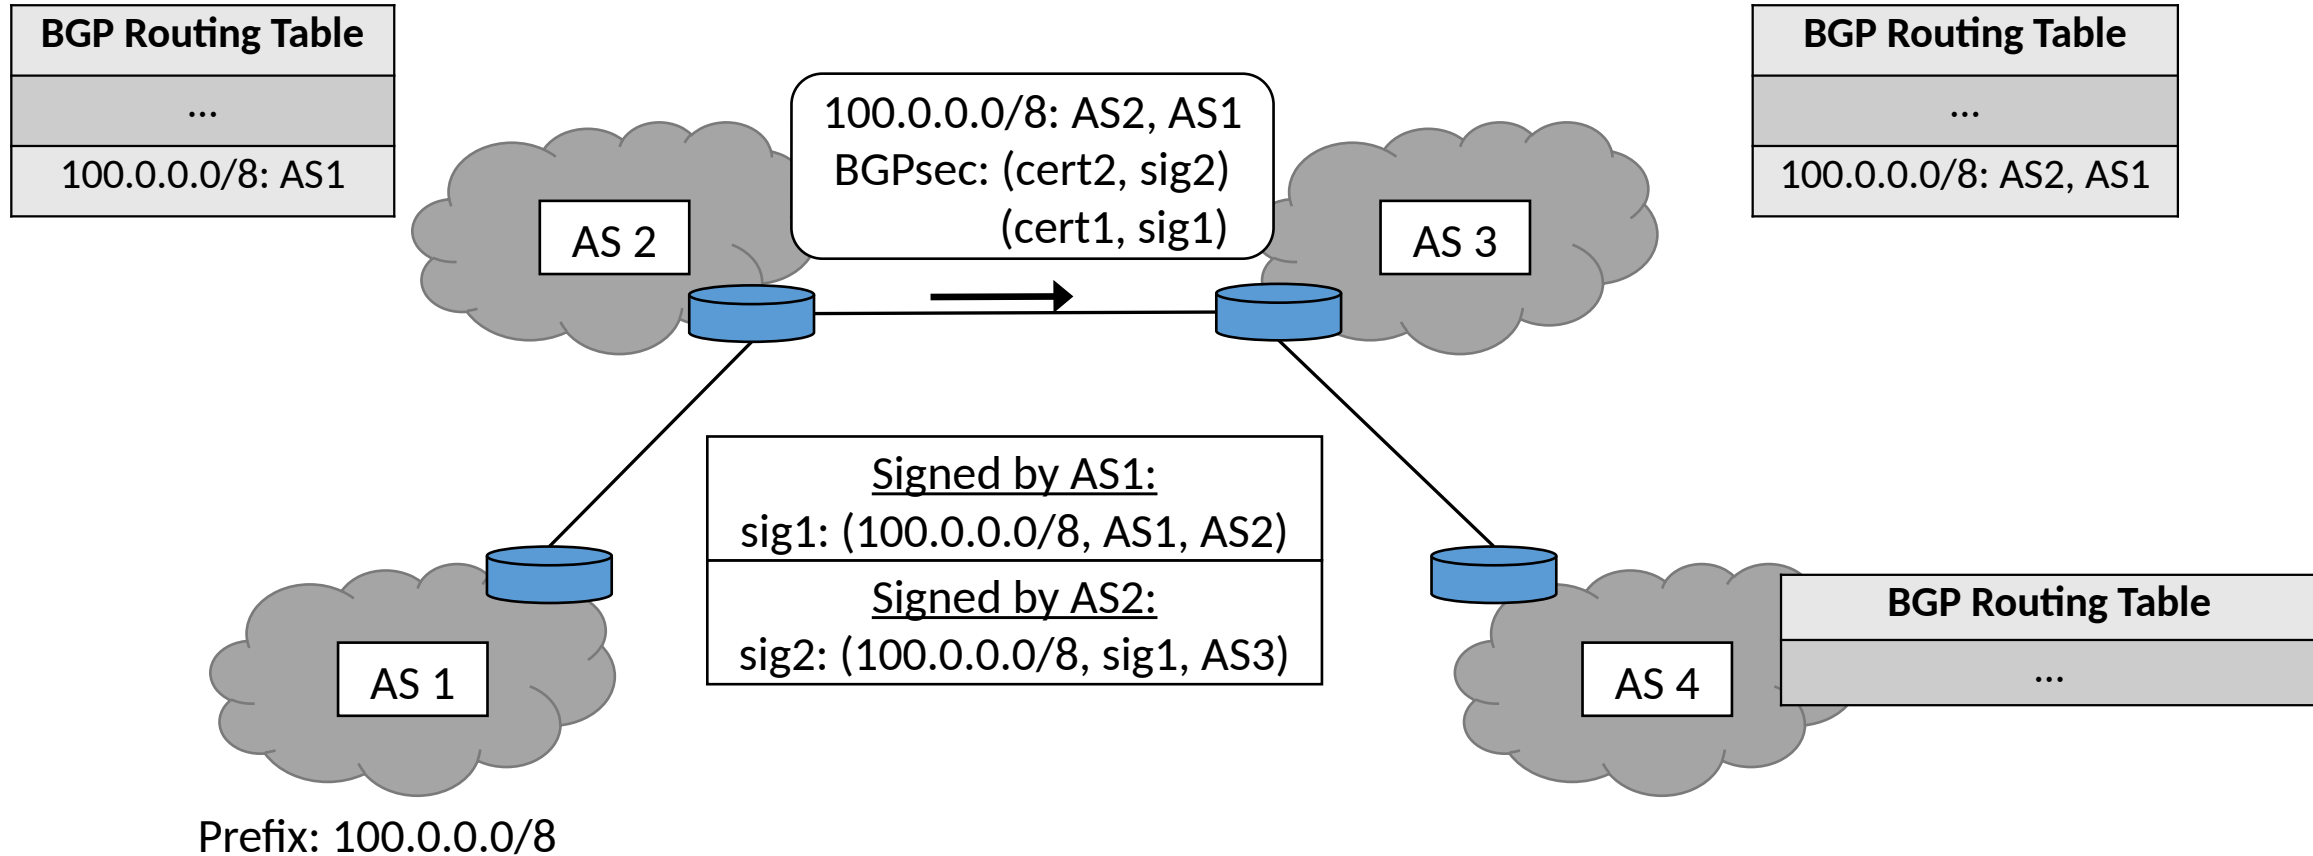 BGP Routing Table
...
100.0.0.0/8: AS1
BGP Routing Table
...
100.0.0.0/8: AS2, AS1
100.0.0.0/8: AS2, AS1
BGPsec: (cert2, sig2)
(cert1, sig1)
AS 2
AS 3
Signed by AS1:
sig1: (100.0.0.0/8, AS1, AS2)
Signed by AS2:
sig2: (100.0.0.0/8, sig1, AS3)
AS 1
AS 4
BGP Routing Table
...
Prefix: 100.0.0.0/8